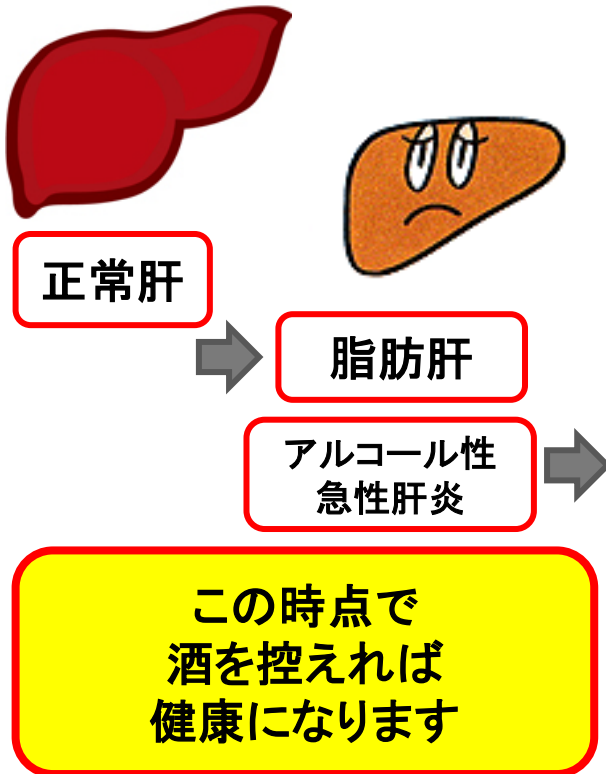 正常肝
脂肪肝
アルコール性
急性肝炎
この時点で
酒を控えれば
健康になります